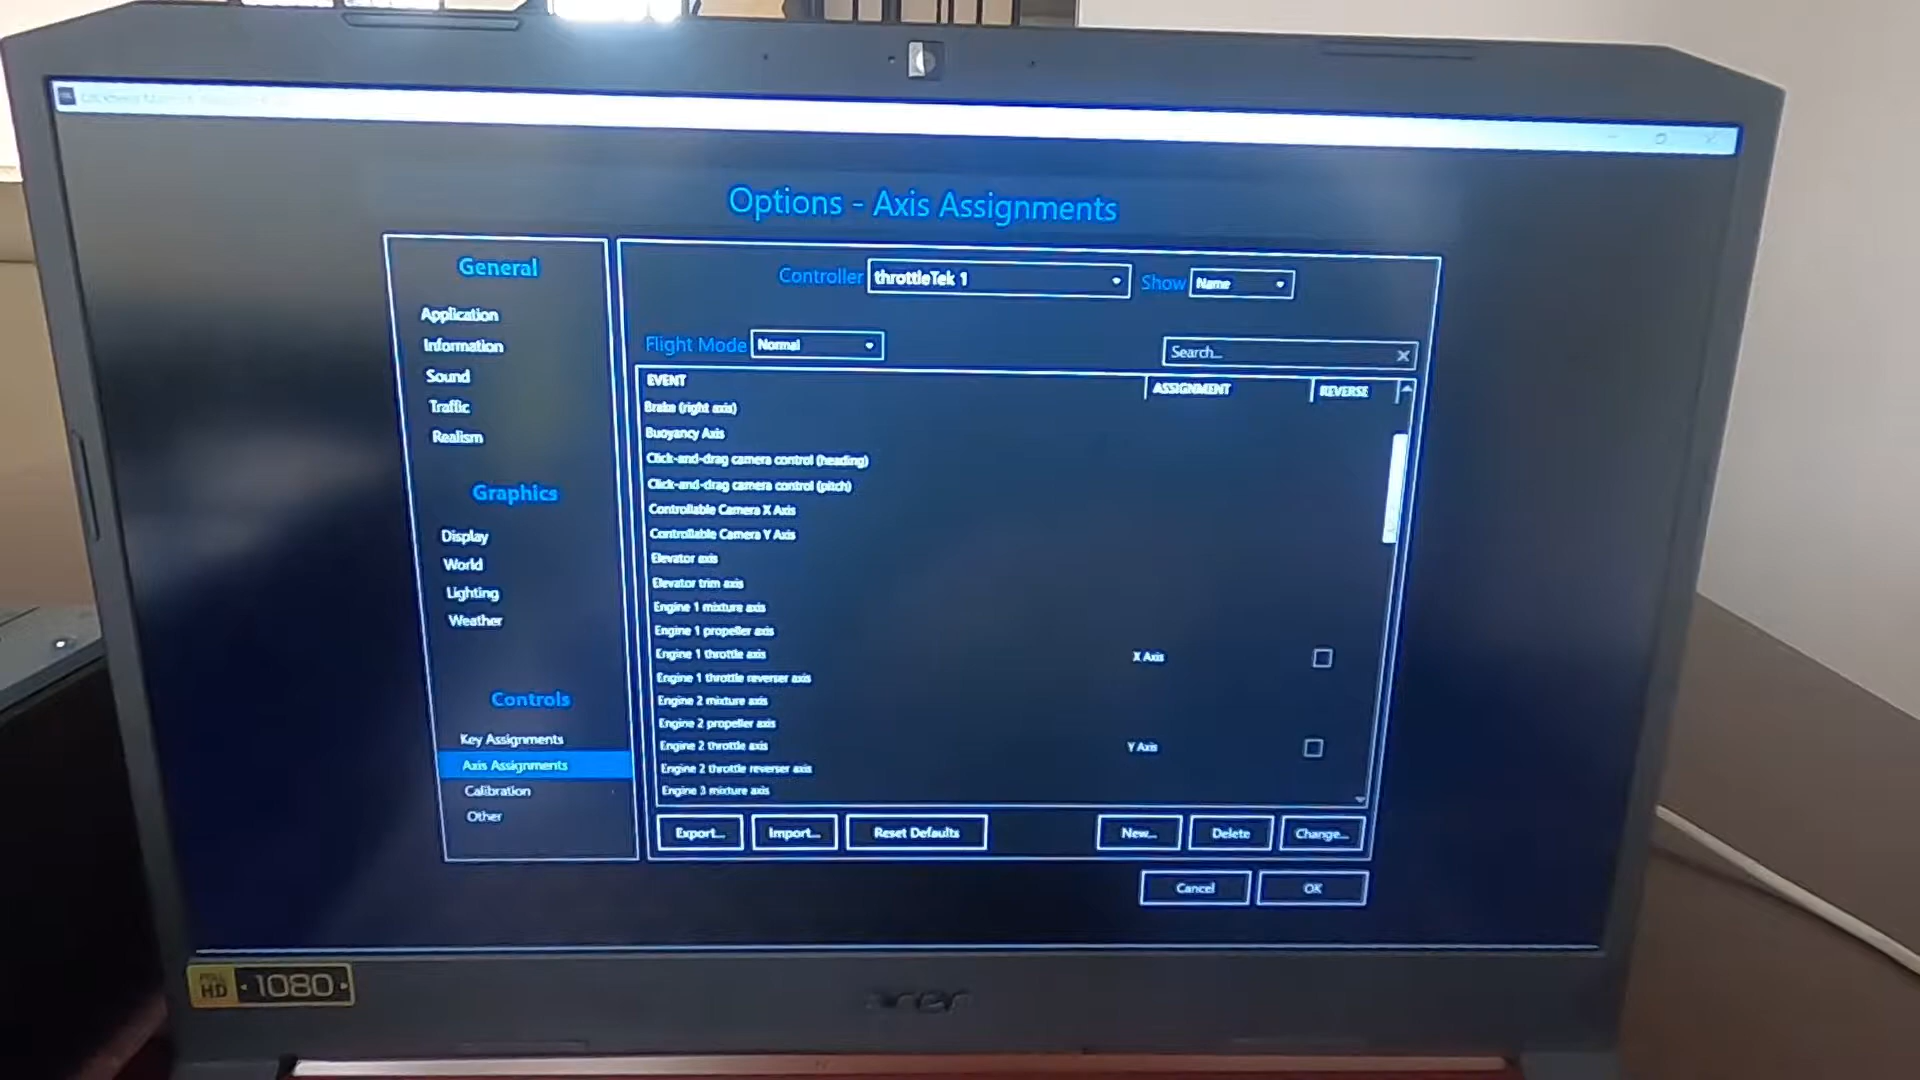 Options - Axis Assignments
General
Application
Information
Sound
Traffic
Realism
Graphics
Display
World
Lighting
Weather
Controls
Key Assignments
Axis Assignments
Calibration
Other
Controller throttleTek 1 Show Name
Flight Mode Normal Search...
EVENT ASSIGNMENT REVERSE
Brake (right axis)
Buoyancy Axis
Click-and-drag camera control (heading)
Click-and-drag camera control (pitch)
Controllable Camera X Axis
Controllable Camera Y Axis
Elevator axis
Elevator trim axis
Engine 1 mixture axis
Engine 1 propeller axis
Engine 1 throttle axis X Axis
Engine 1 throttle reverser axis
Engine 2 mixture axis
Engine 2 propeller axis
Engine 2 throttle axis Y Axis
Engine 2 throttle reverser axis
Engine 3 mixture axis
Export... Import... Reset Defaults New... Delete Change...
Cancel OK
FULL HD 1080
acer